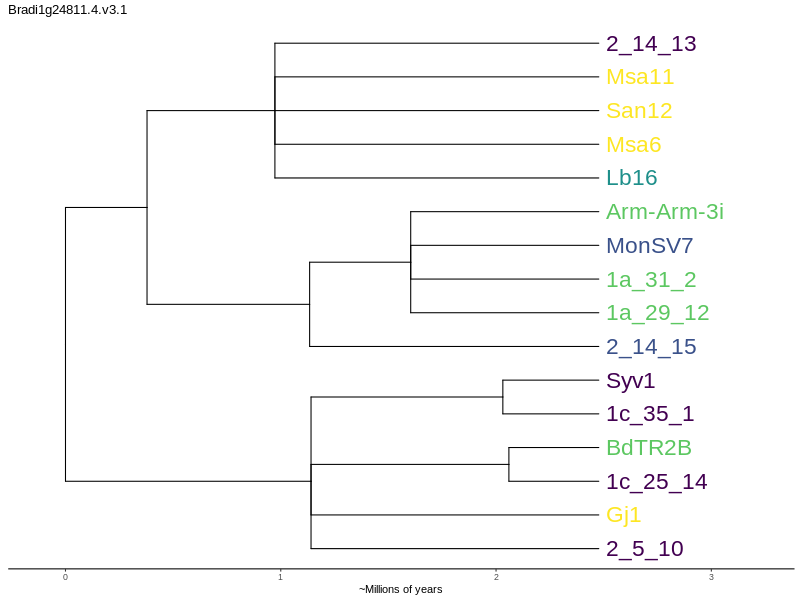 Bradi1g24811.4.v3.1
2_14_13
Msa11
San12
Msa6
Lb16
Arm-Arm-3i
MonSV7
1a_31_2
1a_29_12
2_14_15
Syv1
1c_35_1
BdTR2B
1c_25_14
Gj1
2_5_10
0 1 2 3
~Millions of years